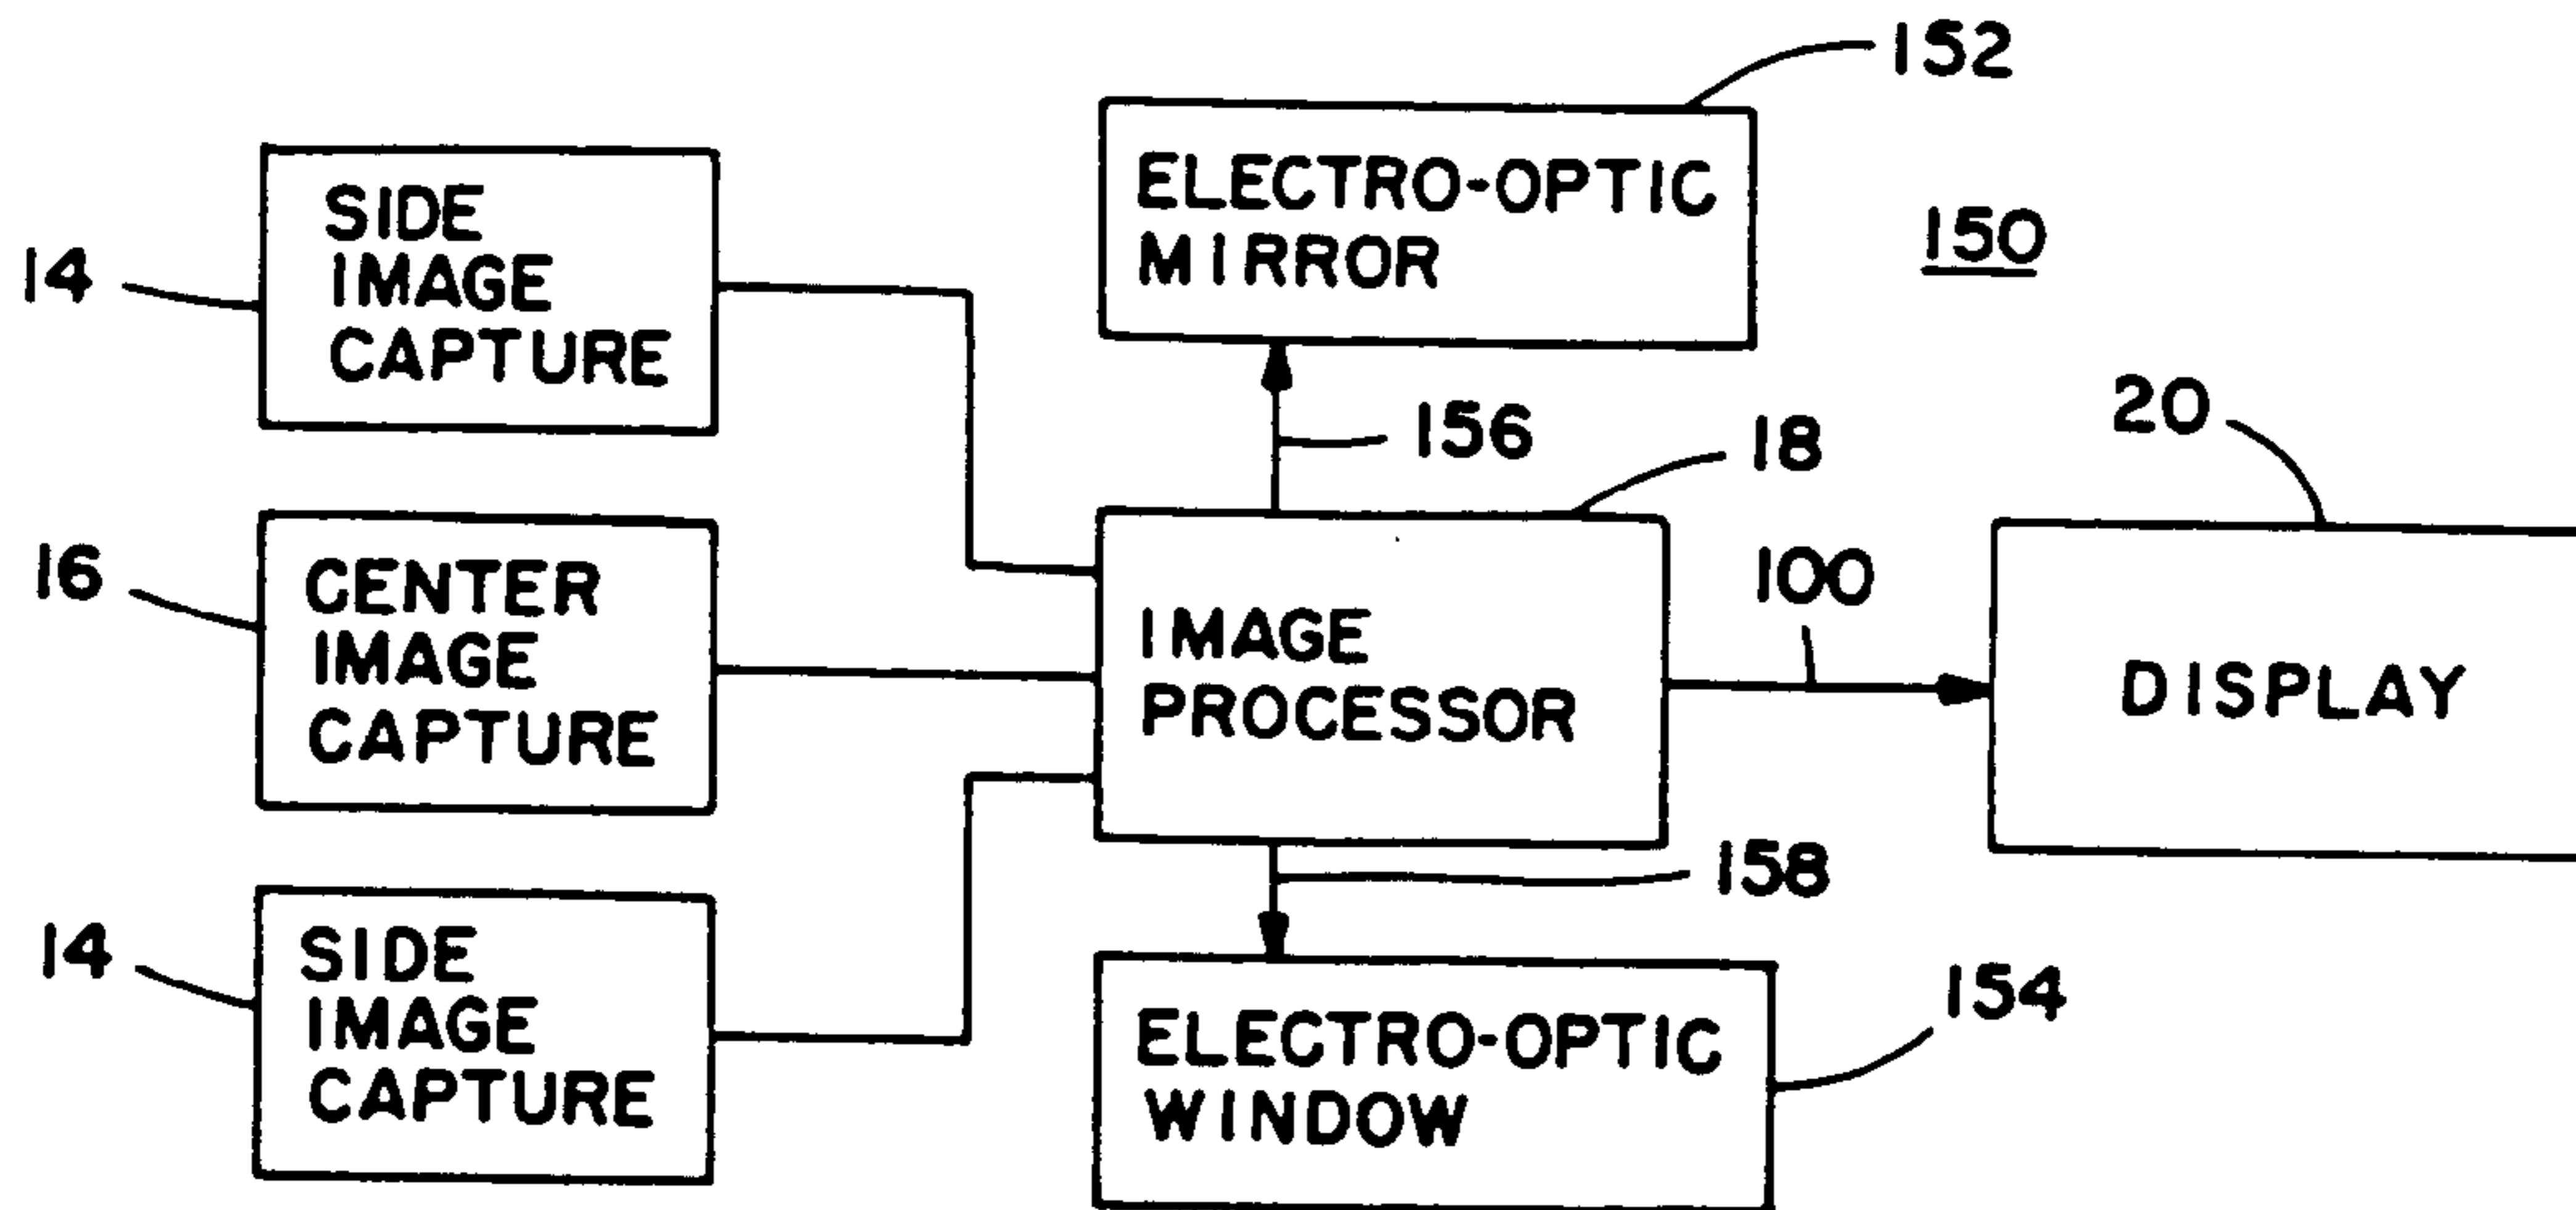 152
ELECTRO-OPTIC
MIRROR
150
14
SIDE
IMAGE
CAPTURE
156
18
20
16
CENTER
IMAGE
CAPTURE
IMAGE
PROCESSOR
100
DISPLAY
158
14
SIDE
IMAGE
CAPTURE
ELECTRO-OPTIC
WINDOW
154